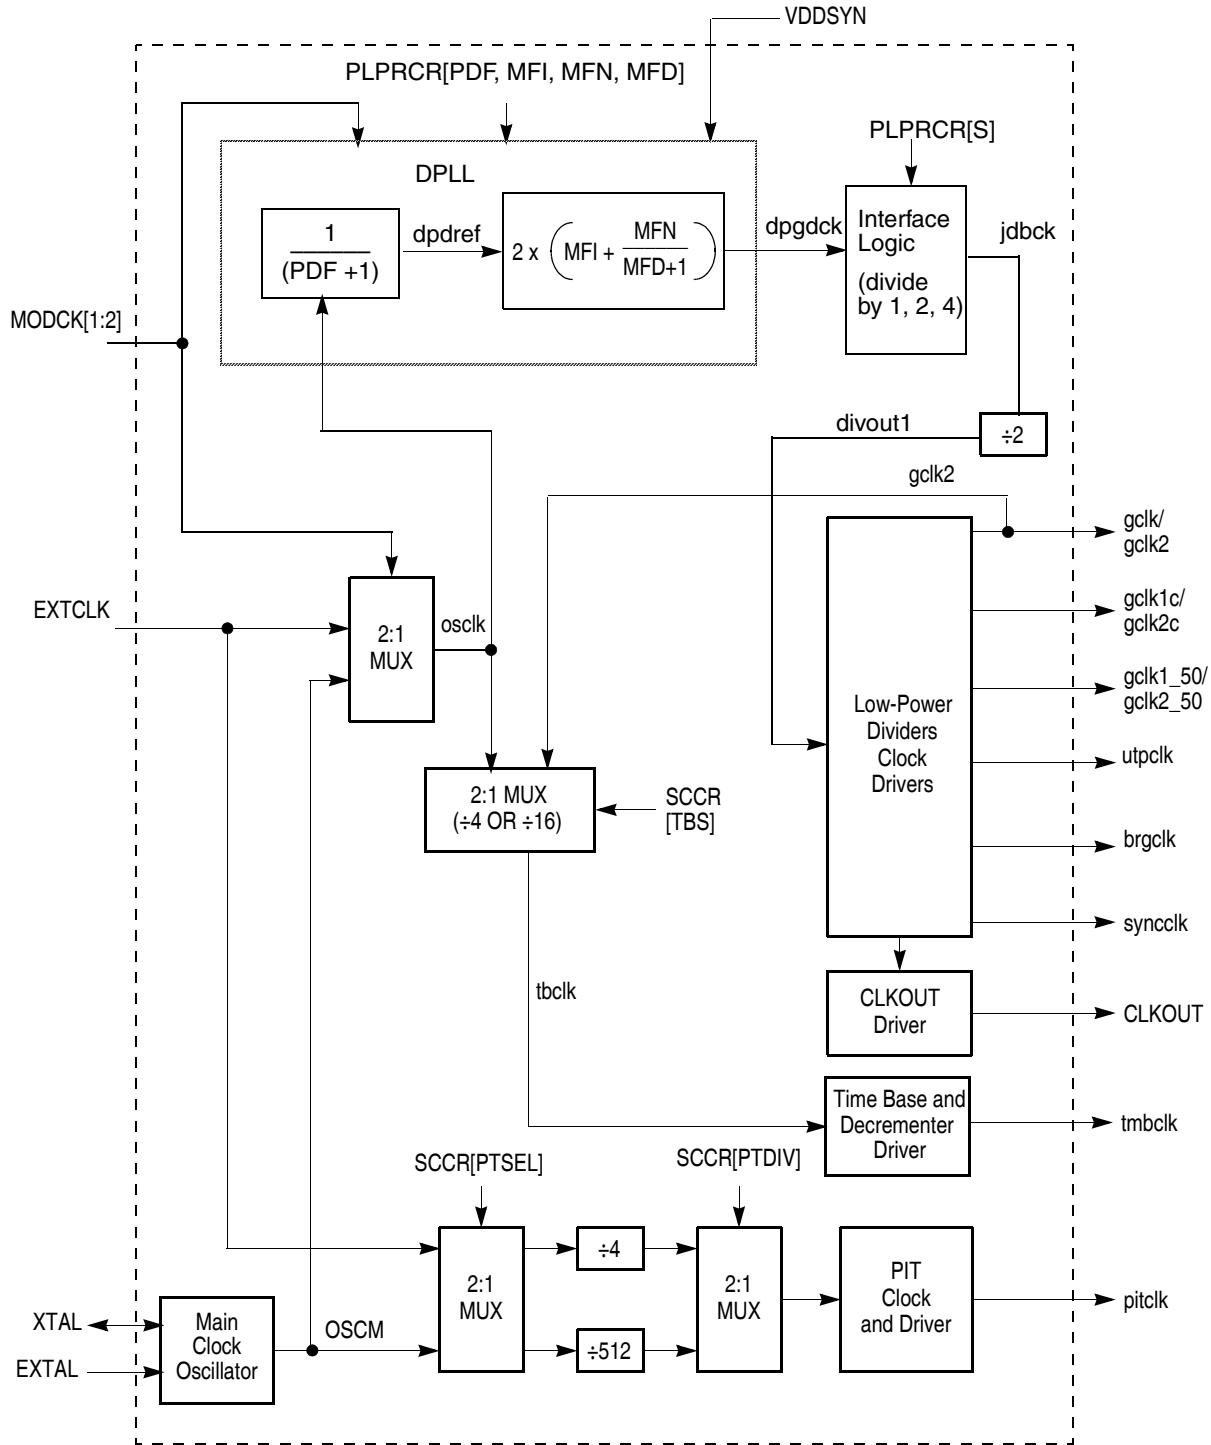 VDDSYN
PLPRCR[PDF, MFI, MFN, MFD]
PLPRCR[S]
DPLL
1
(PDF +1)
dpdref
2 x ( MFI + MFN
MFD+1 )
dpgdck
Interface
Logic
(divide
by 1, 2, 4)
jdbck
MODCK[1:2]
divout1
÷2
gclk2
gclk/
gclk2
EXTCLK
2:1
MUX
osclk
gclk1c/
gclk2c
gclk1_50/
gclk2_50
Low-Power
Dividers
Clock
Drivers
utpclk
2:1 MUX
(÷4 OR ÷16)
SCCR
[TBS]
brgclk
syncclk
tbclk
CLKOUT
Driver
CLKOUT
Time Base and
Decrementer
Driver
tmbclk
SCCR[PTSEL]
SCCR[PTDIV]
2:1
MUX
÷4
÷512
2:1
MUX
PIT
Clock
and Driver
pitclk
XTAL
EXTAL
Main
Clock
Oscillator
OSCM